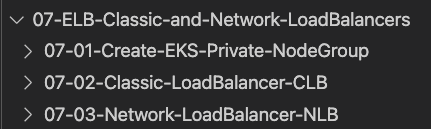 07-ELB-Classic-and-Network-LoadBalancers
07-01-Create-EKS-Private-NodeGroup
07-02-Classic-LoadBalancer-CLB
07-03-Network-LoadBalancer-NLB